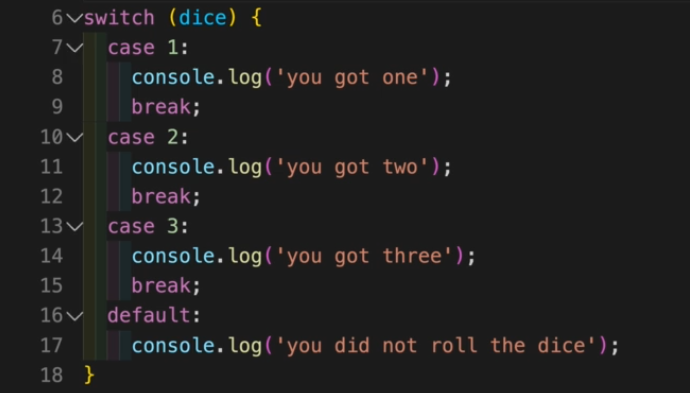 6 switch (dice) {
7 case 1:
8 console.log('you got one');
9 break;
10 case 2:
11 console.log('you got two');
12 break;
13 case 3:
14 console.log('you got three');
15 break;
16 default:
17 console.log('you did not roll the dice');
18 }